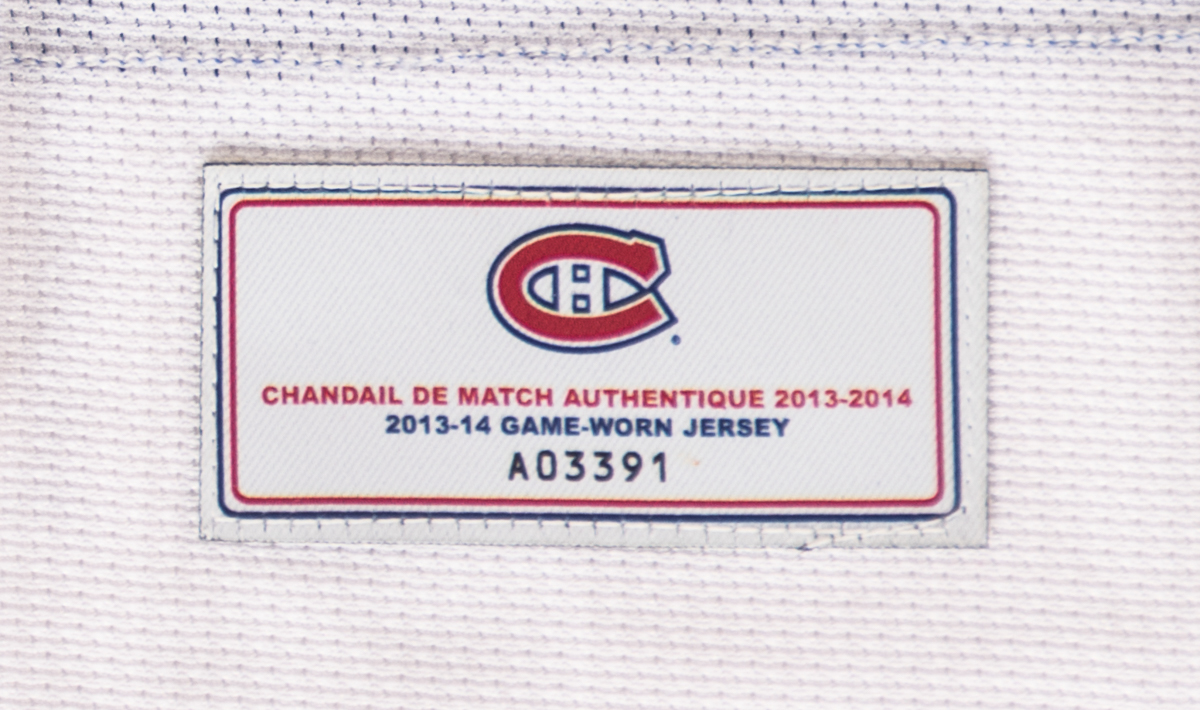 CHANDAIL DE MATCH AUTHENTIQUE 2013-2014
2013-14 GAME-WORN JERSEY
A03391